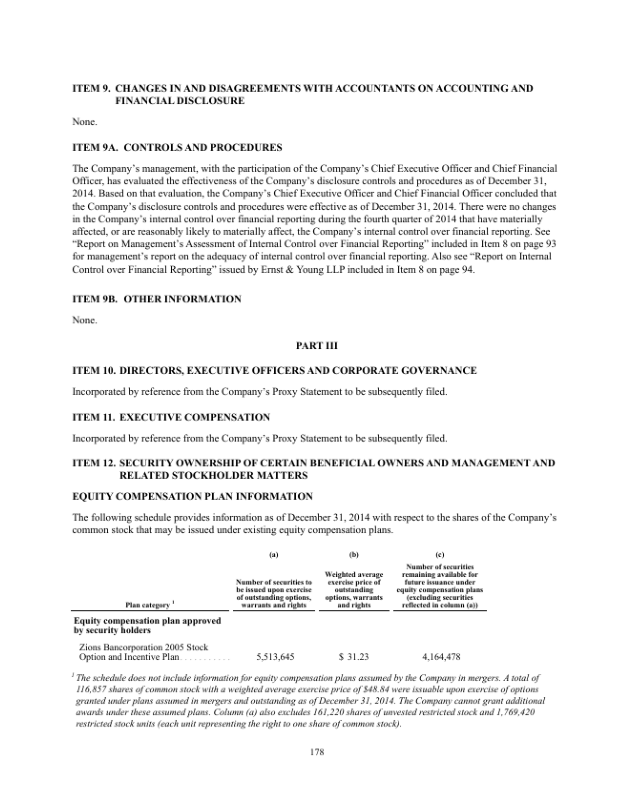 ITEM 9. CHANGES IN AND DISAGREEMENTS WITH ACCOUNTANTS ON ACCOUNTING AND
FINANCIAL DISCLOSURE
None.
ITEM 9A. CONTROLS AND PROCEDURES
The Company's management, with the participation of the Company's Chief Executive Officer and Chief Financial
Officer, has evaluated the effectiveness of the Company's disclosure controls and procedures as of December 31,
2014. Based on that evaluation, the Company's Chief Executive Officer and Chief Financial Officer concluded that
the Company's disclosure controls and procedures were effective as of December 31, 2014. There were no changes
in the Company's internal control over financial reporting during the fourth quarter of 2014 that have materially
affected, or are reasonably likely to materially affect, the Company's internal control over financial reporting. See
“Report on Management's Assessment of Internal Control over Financial Reporting” included in Item 8 on page 93
for management's report on the adequacy of internal control over financial reporting. Also see “Report on Internal
Control over Financial Reporting” issued by Ernst & Young LLP included in Item 8 on page 94.
ITEM 9B. OTHER INFORMATION
None.
PART III
ITEM 10. DIRECTORS, EXECUTIVE OFFICERS AND CORPORATE GOVERNANCE
Incorporated by reference from the Company's Proxy Statement to be subsequently filed.
ITEM 11. EXECUTIVE COMPENSATION
Incorporated by reference from the Company's Proxy Statement to be subsequently filed.
ITEM 12. SECURITY OWNERSHIP OF CERTAIN BENEFICIAL OWNERS AND MANAGEMENT AND
RELATED STOCKHOLDER MATTERS
EQUITY COMPENSATION PLAN INFORMATION
The following schedule provides information as of December 31, 2014 with respect to the shares of the Company's
common stock that may be issued under existing equity compensation plans.
(a) (b) (c)
Plan category 1
Number of securities to
be issued upon exercise
of outstanding options,
warrants and rights
Weighted average
exercise price of
outstanding
options, warrants
and rights
Number of securities
remaining available for
future issuance under
equity compensation plans
(excluding securities
reflected in column (a))
Equity compensation plan approved
by security holders
Zions Bancorporation 2005 Stock
Option and Incentive Plan . . . . . . . . . . . 5,513,645 $ 31.23 4,164,478
1 The schedule does not include information for equity compensation plans assumed by the Company in mergers. A total of
116,857 shares of common stock with a weighted average exercise price of $48.84 were issuable upon exercise of options
granted under plans assumed in mergers and outstanding as of December 31, 2014. The Company cannot grant additional
awards under these assumed plans. Column (a) also excludes 161,220 shares of unvested restricted stock and 1,769,420
restricted stock units (each unit representing the right to one share of common stock).
178